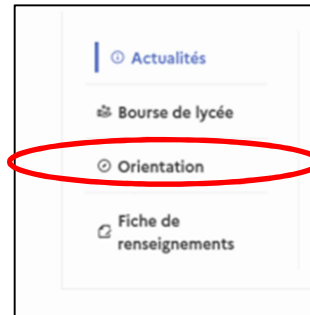 Actualités
Bourse de lycée
Orientation
Fiche de
renseignements